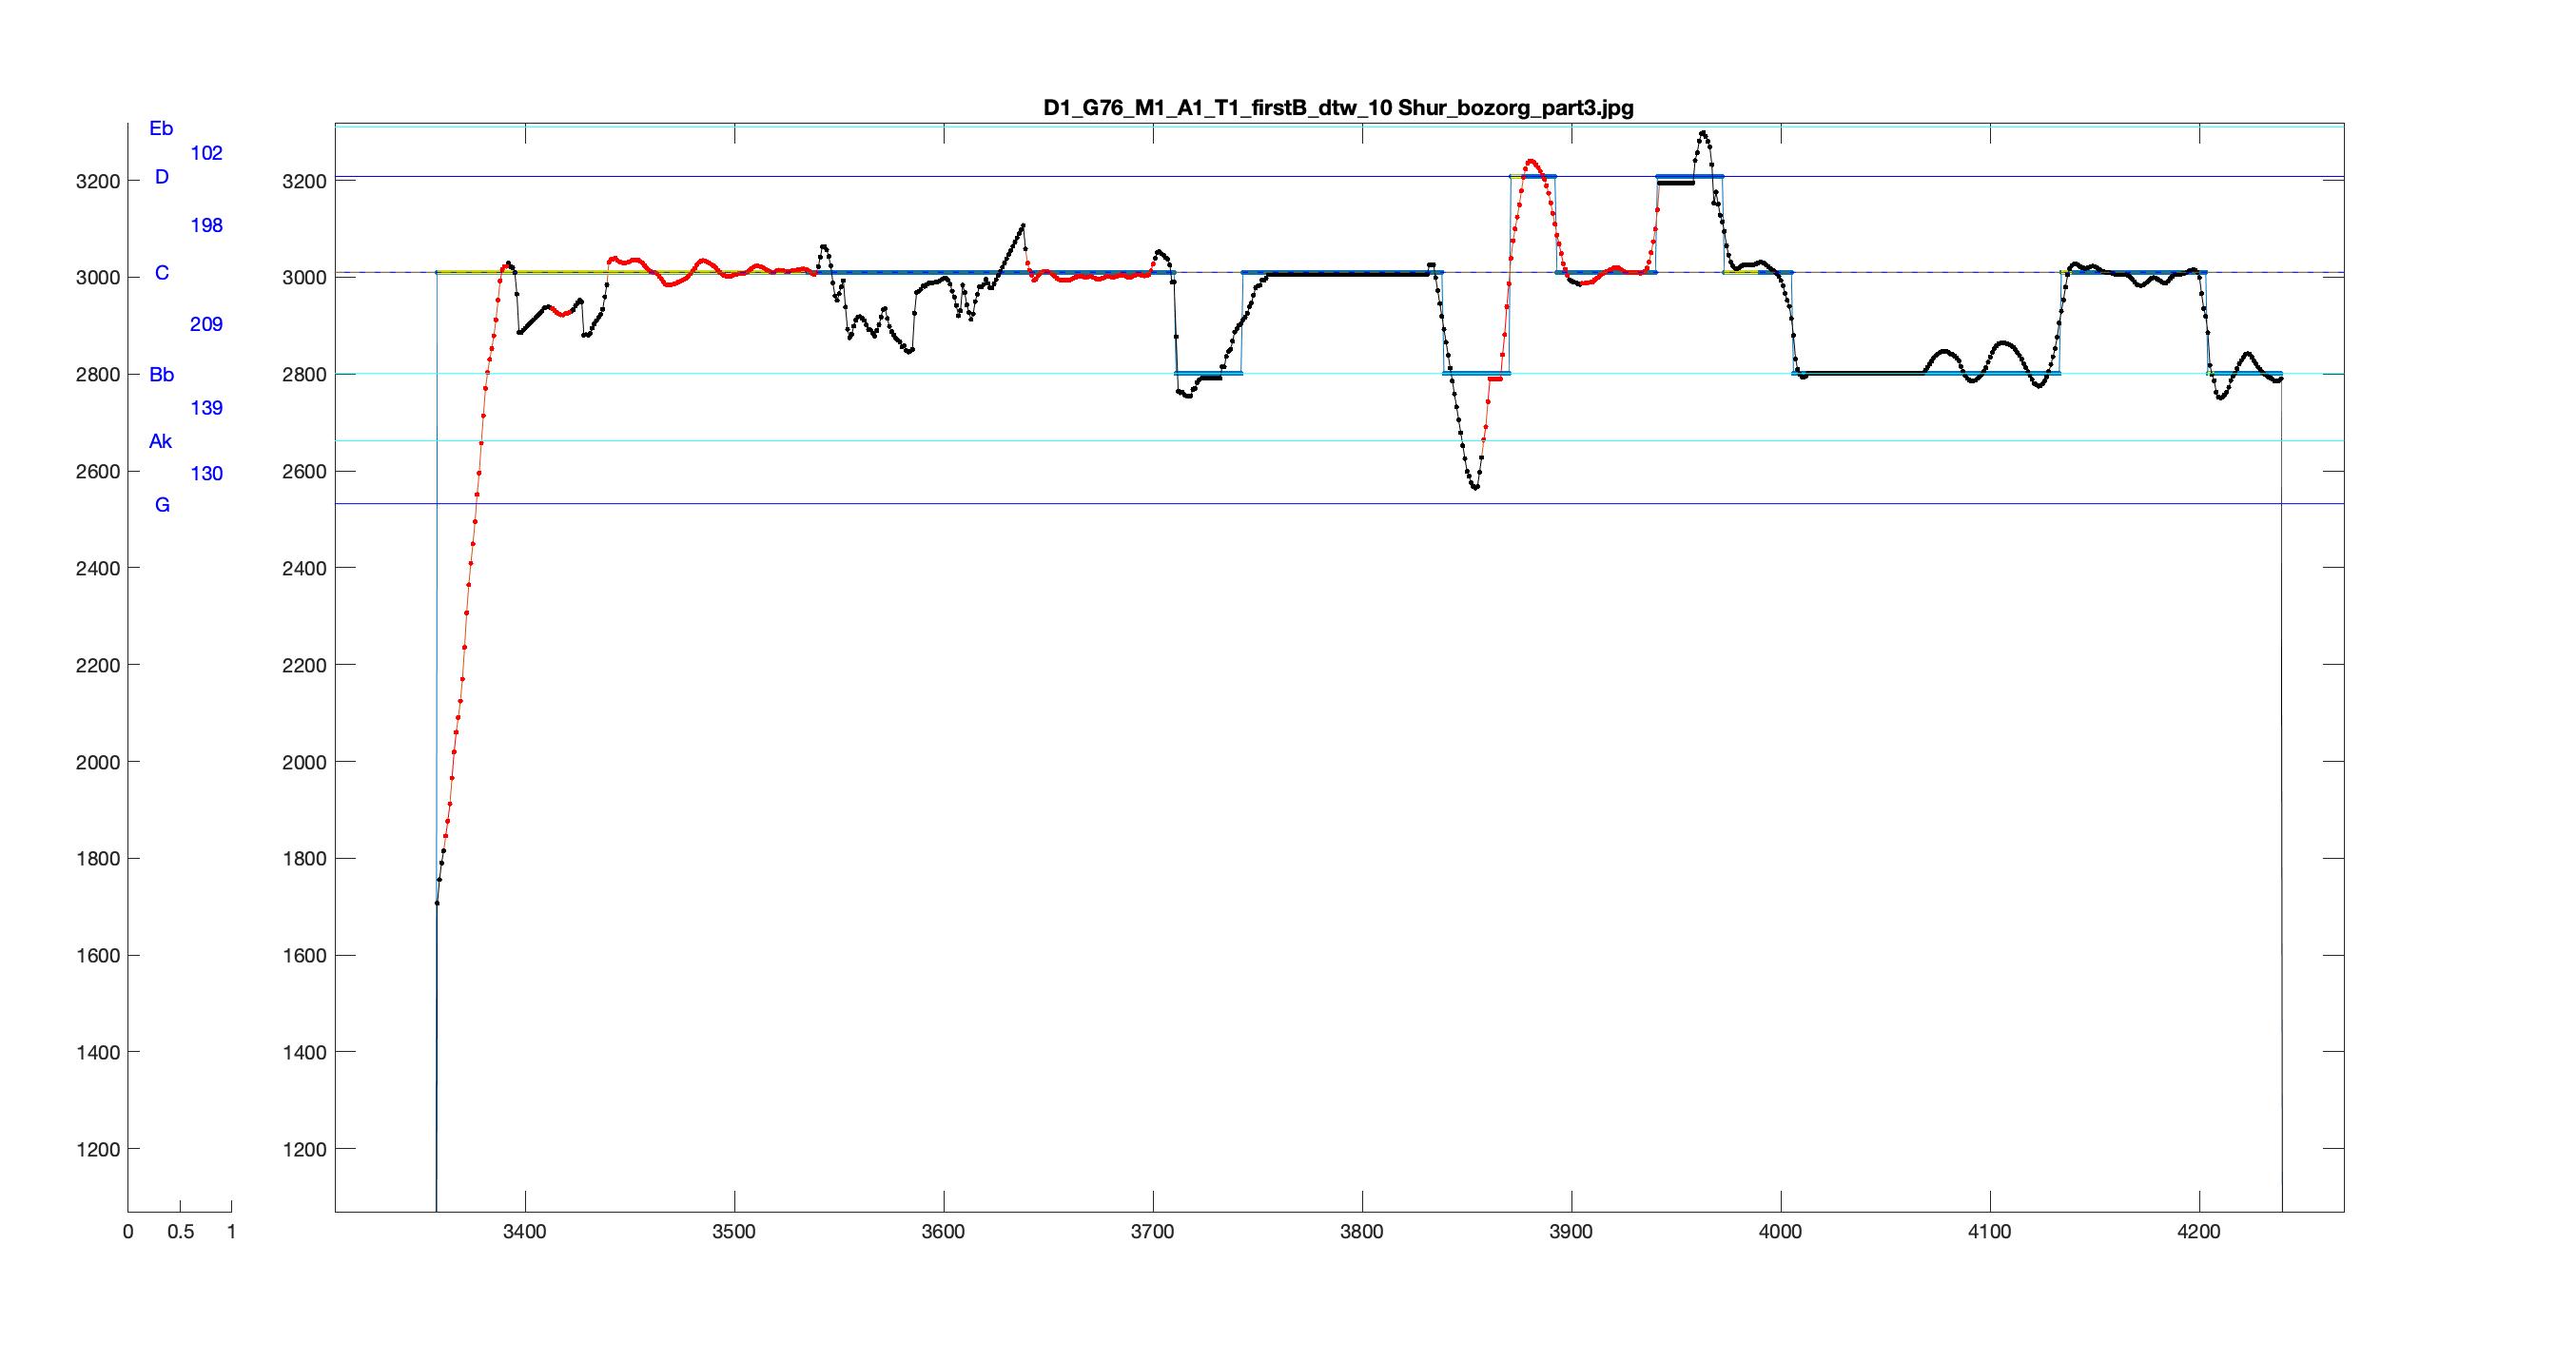 D1_G76_M1_A1_T1_firstB_dtw_10 Shur_bozorg_part3.jpg
Eb
102
3200 D 3200
198
3000 C 3000
209
2800 Bb 2800
139
Ak
2600 130 2600
G
2400 2400
2200 2200
2000 2000
1800 1800
1600 1600
1400 1400
1200 1200
0 0.5 1 3400 3500 3600 3700 3800 3900 4000 4100 4200